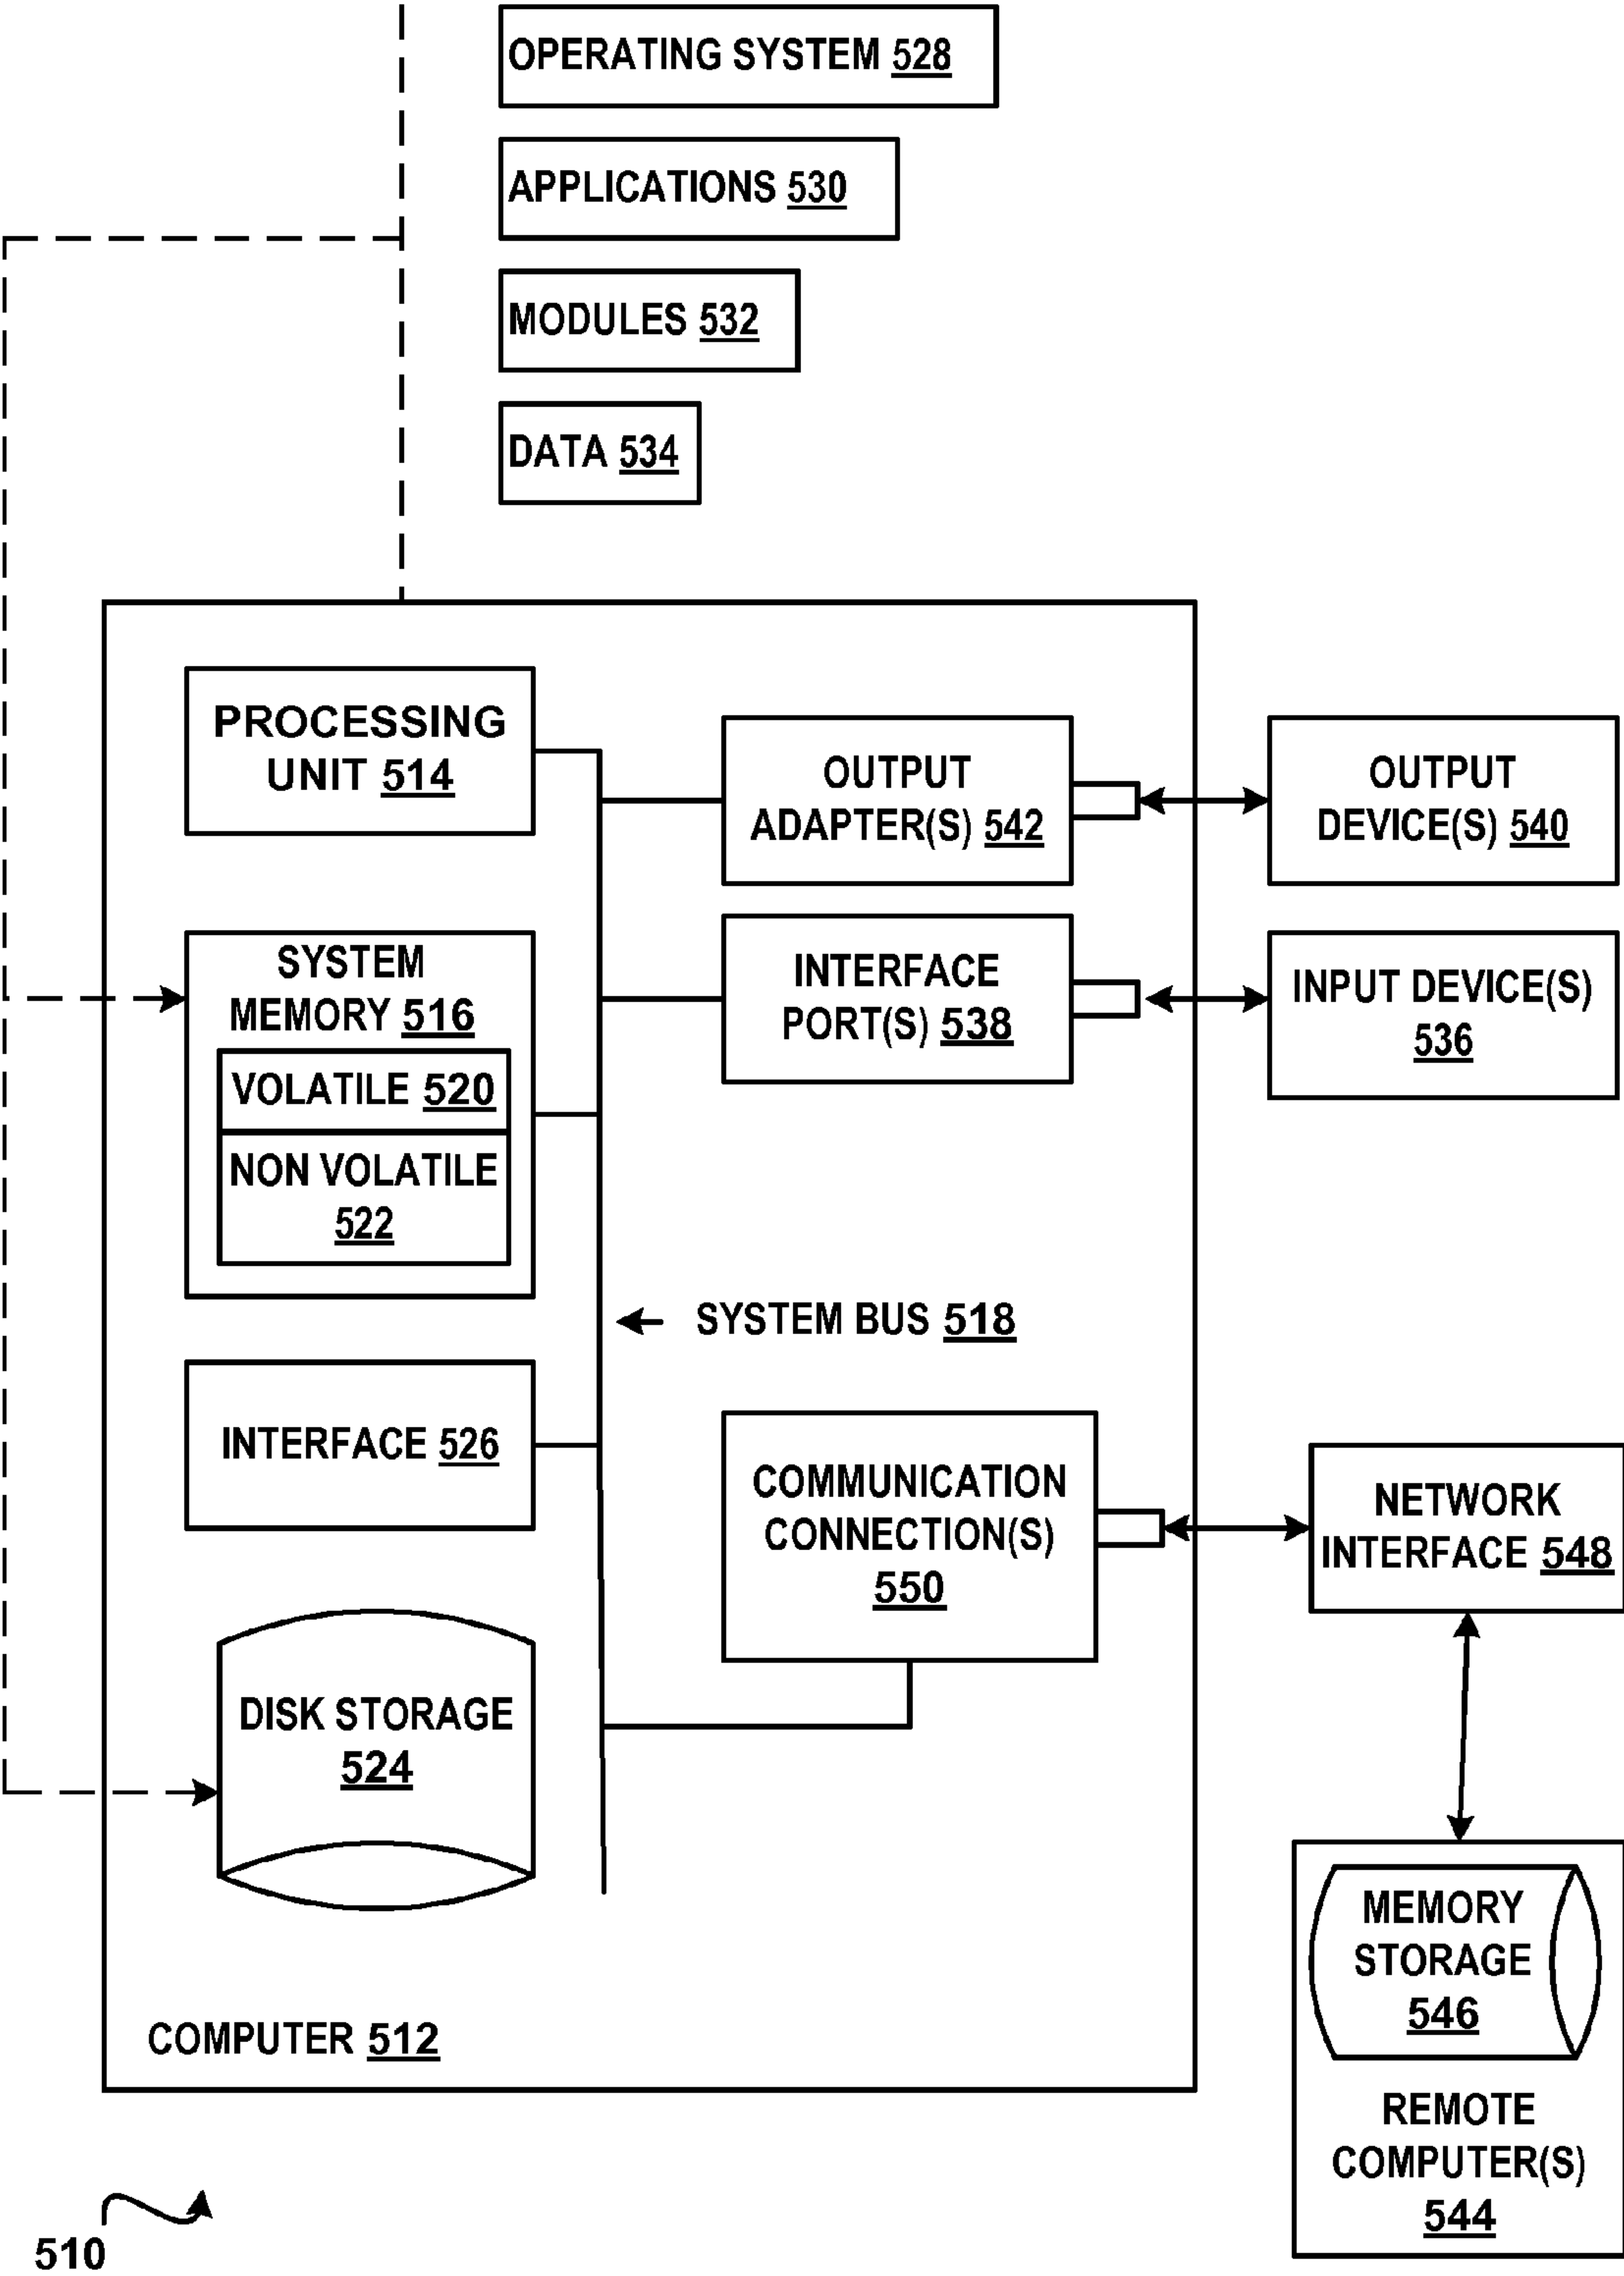 OPERATING SYSTEM 528
APPLICATIONS 530
MODULES 532
DATA 534
PROCESSING
UNIT 514
OUTPUT
ADAPTER(S) 542
OUTPUT
DEVICE(S) 540
SYSTEM
MEMORY 516
VOLATILE 520
NON VOLATILE
522
INTERFACE
PORT(S) 538
INPUT DEVICE(S)
536
SYSTEM BUS 518
INTERFACE 526
COMMUNICATION
CONNECTION(S)
550
NETWORK
INTERFACE 548
DISK STORAGE
524
MEMORY
STORAGE
546
REMOTE
COMPUTER(S)
544
COMPUTER 512
510